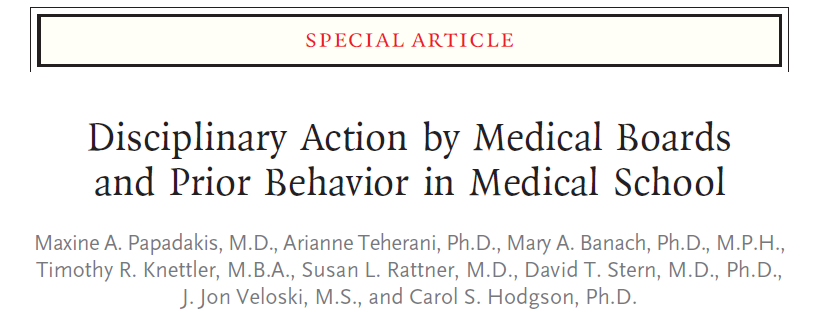 SPECIAL ARTICLE
Disciplinary Action by Medical Boards
and Prior Behavior in Medical School
Maxine A. Papadakis, M.D., Arianne Teherani, Ph.D., Mary A. Banach, Ph.D., M.P.H.,
Timothy R. Knettler, M.B.A., Susan L. Rattner, M.D., David T. Stern, M.D., Ph.D.,
J. Jon Veloski, M.S., and Carol S. Hodgson, Ph.D.